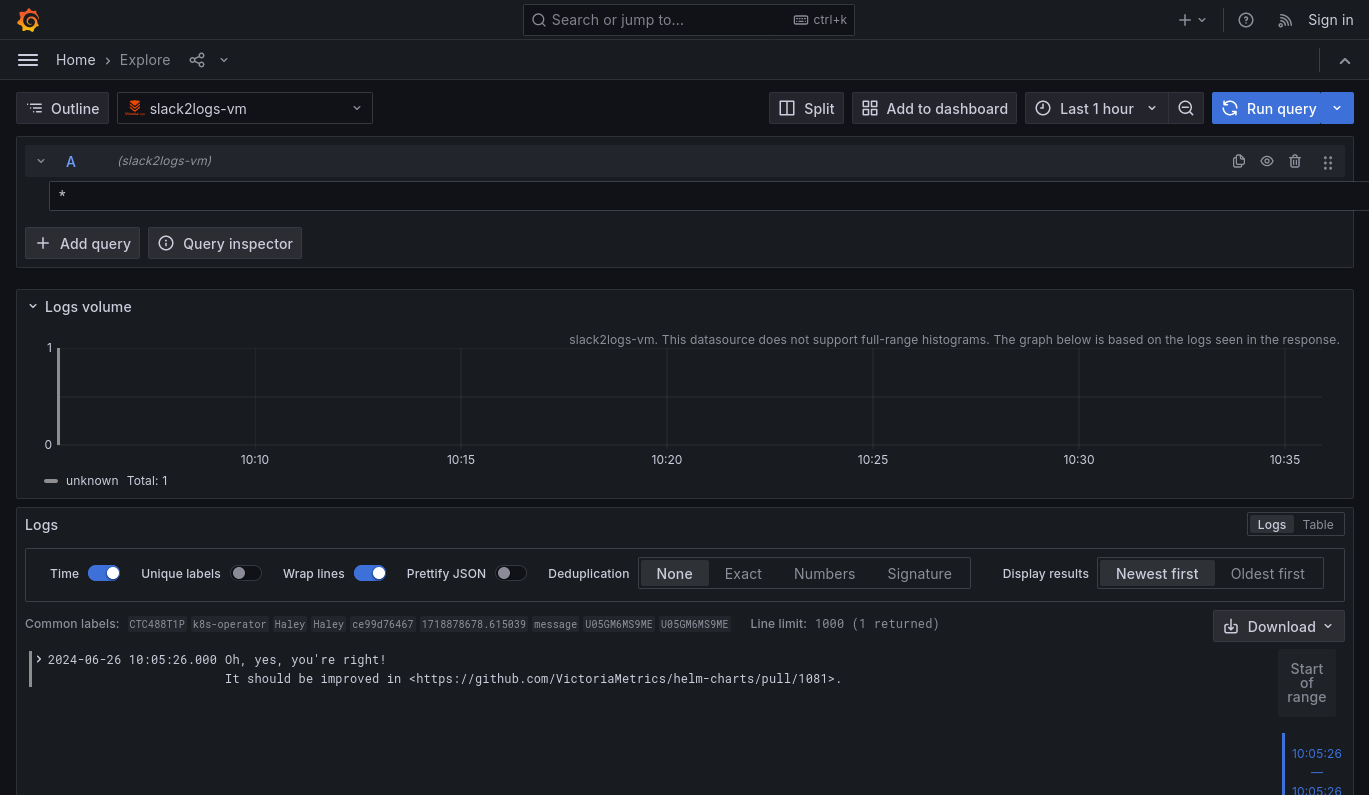 Search or jump to... ctrl+k Sign in
Home › Explore
Outline slack2logs-vm Split Add to dashboard Last 1 hour Run query
A (slack2logs-vm)
*
Add query Query inspector
Logs volume
slack2logs-vm. This datasource does not support full-range histograms. The graph below is based on the logs seen in the response.
1
0
10:10 10:15 10:20 10:25 10:30 10:35
unknown Total: 1
Logs Logs Table
Time Unique labels Wrap lines Prettify JSON Deduplication None Exact Numbers Signature Display results Newest first Oldest first
Common labels: CTC488T1P k8s-operator Haley Haley ce99d76467 1718878678.615039 message U05GM6MS9ME U05GM6MS9ME Line limit: 1000 (1 returned) Download
2024-06-26 10:05:26.000 Oh, yes, you're right!
It should be improved in <https://github.com/VictoriaMetrics/helm-charts/pull/1081>.
Start
of
range
10:05:26
—
10:05:26